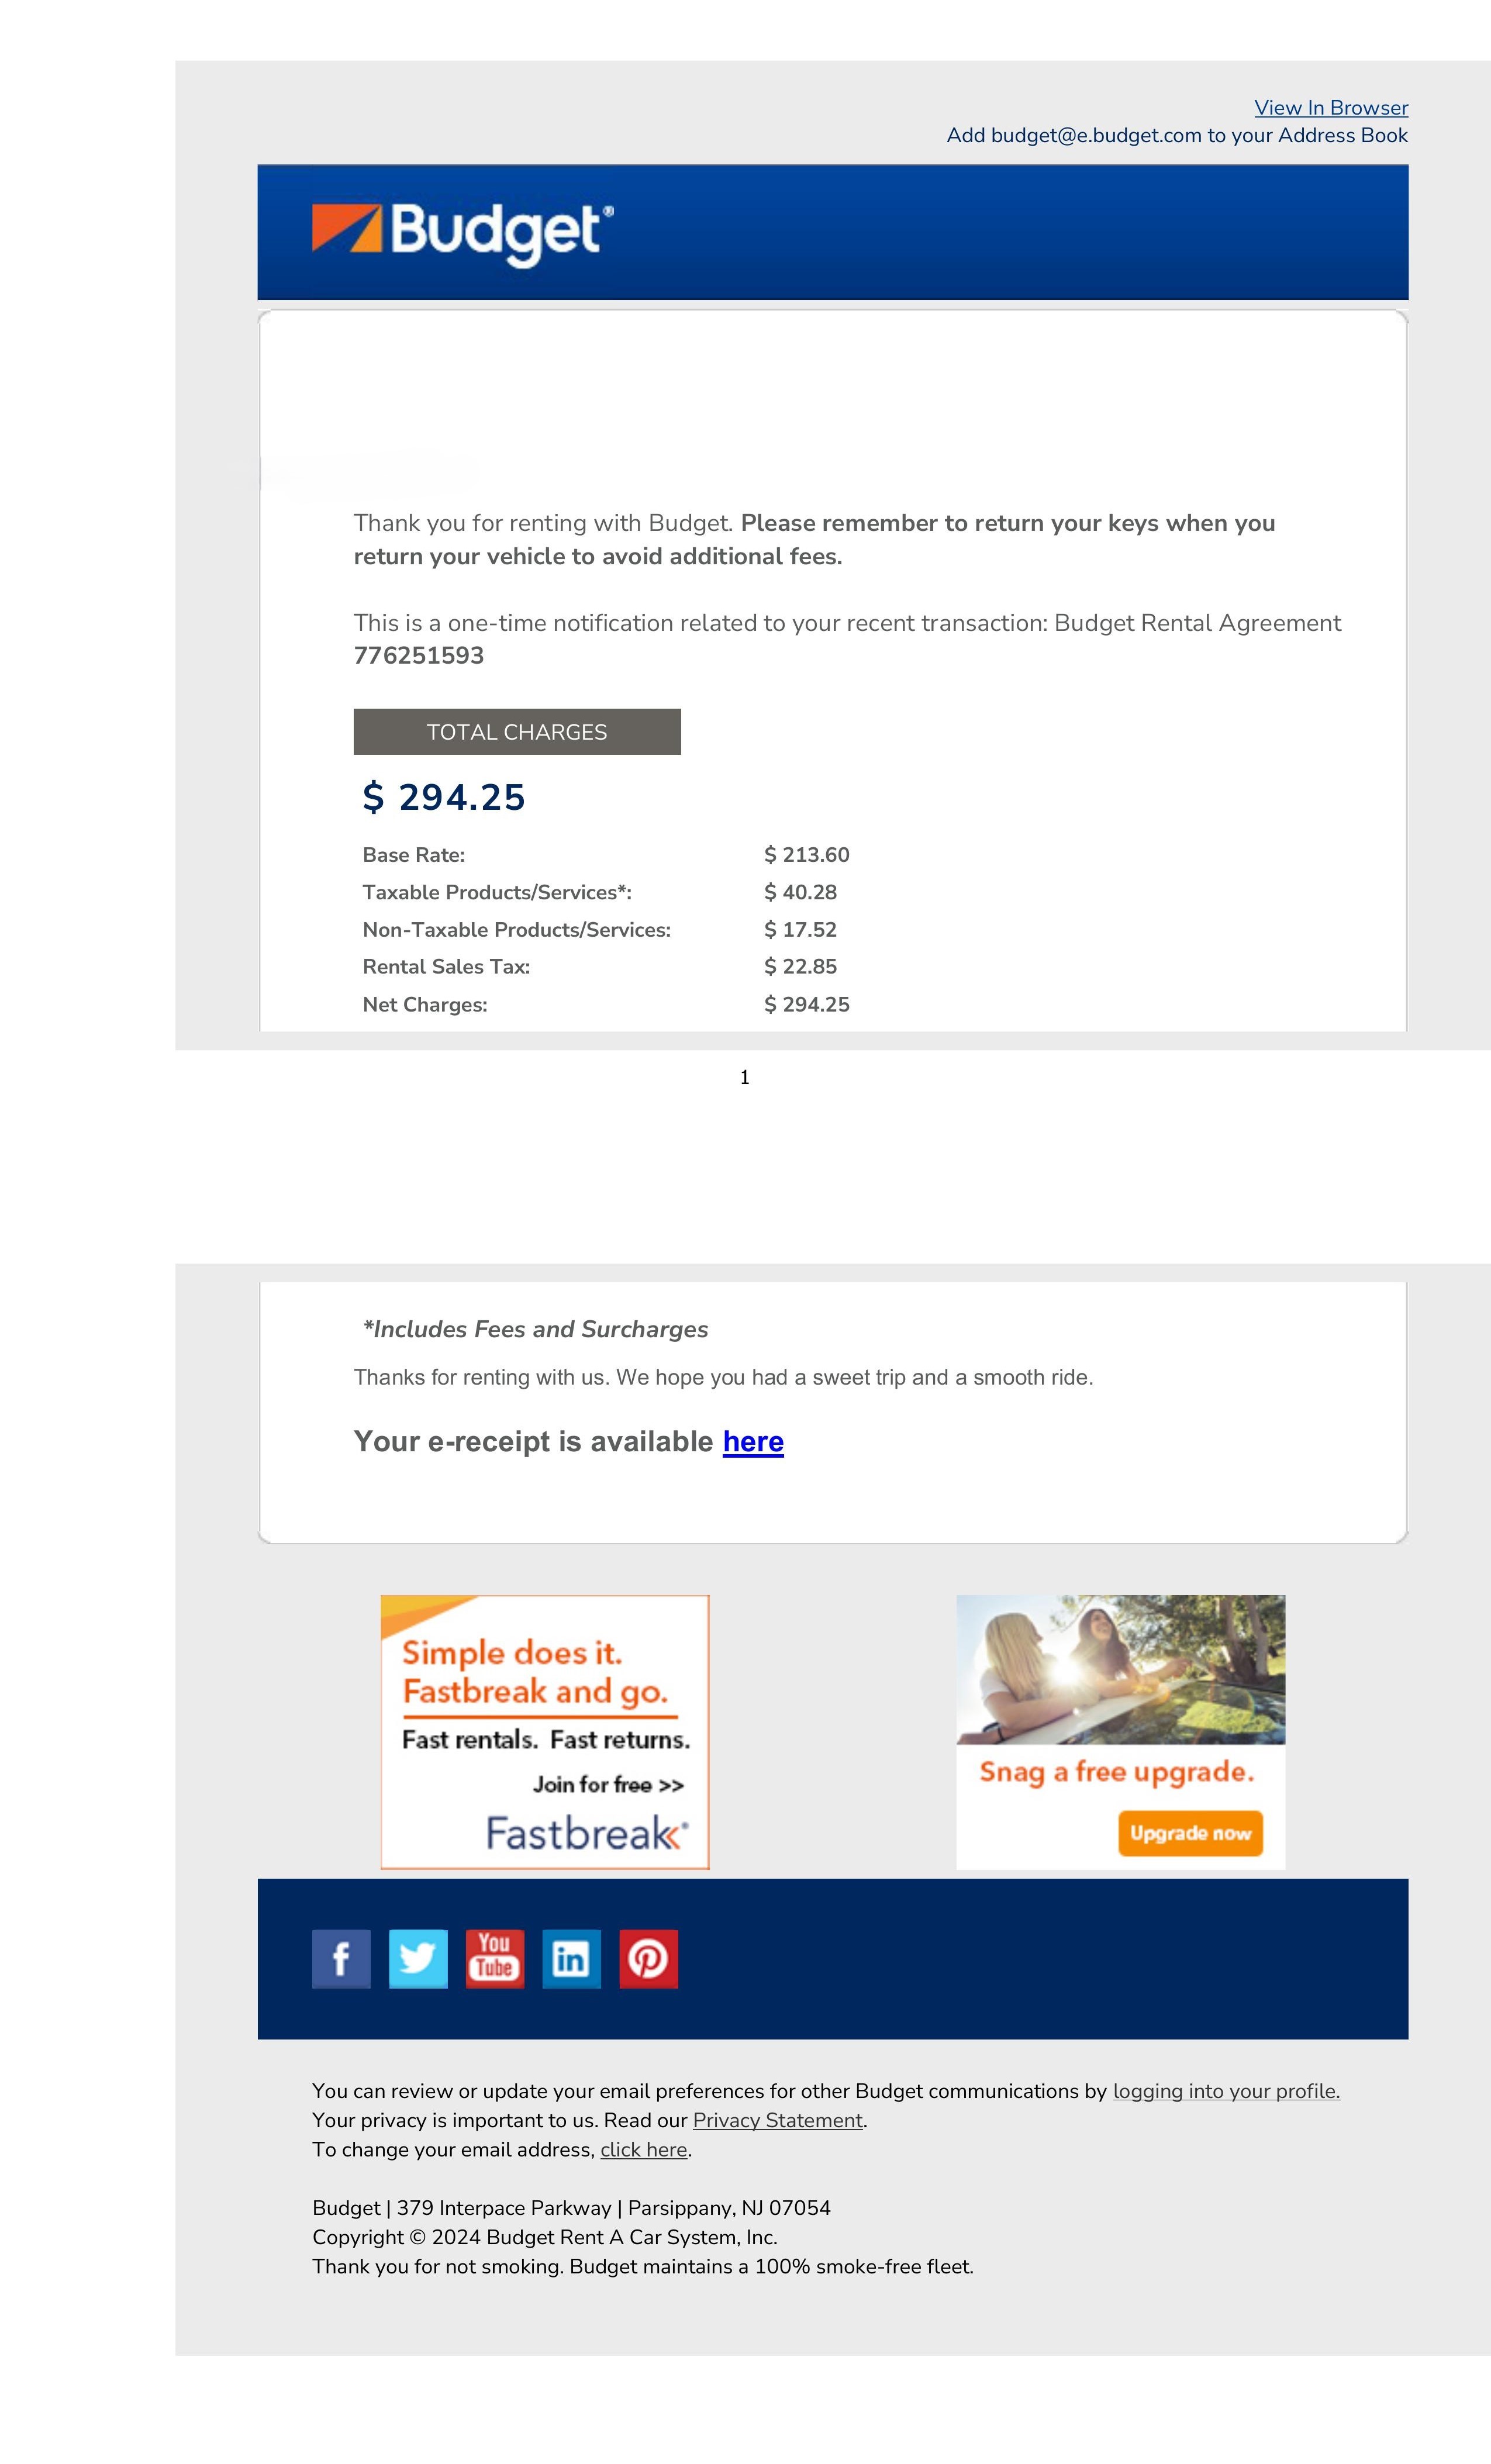 View In Browser
Add budget@e.budget.com to your Address Book
Budget®
Thank you for renting with Budget. Please remember to return your keys when you
return your vehicle to avoid additional fees.
This is a one-time notification related to your recent transaction: Budget Rental Agreement
776251593
TOTAL CHARGES
$ 294.25
Base Rate: $ 213.60
Taxable Products/Services*: $ 40.28
Non-Taxable Products/Services: $ 17.52
Rental Sales Tax: $ 22.85
Net Charges: $ 294.25
1
*Includes Fees and Surcharges
Thanks for renting with us. We hope you had a sweet trip and a smooth ride.
Your e-receipt is available here
Simple does it.
Fastbreak and go.
Fast rentals. Fast returns.
Join for free >>
Fastbreak®
Snag a free upgrade.
Upgrade now
f
You
Tube
in
You can review or update your email preferences for other Budget communications by logging into your profile.
Your privacy is important to us. Read our Privacy Statement.
To change your email address, click here.
Budget | 379 Interpace Parkway | Parsippany, NJ 07054
Copyright © 2024 Budget Rent A Car System, Inc.
Thank you for not smoking. Budget maintains a 100% smoke-free fleet.